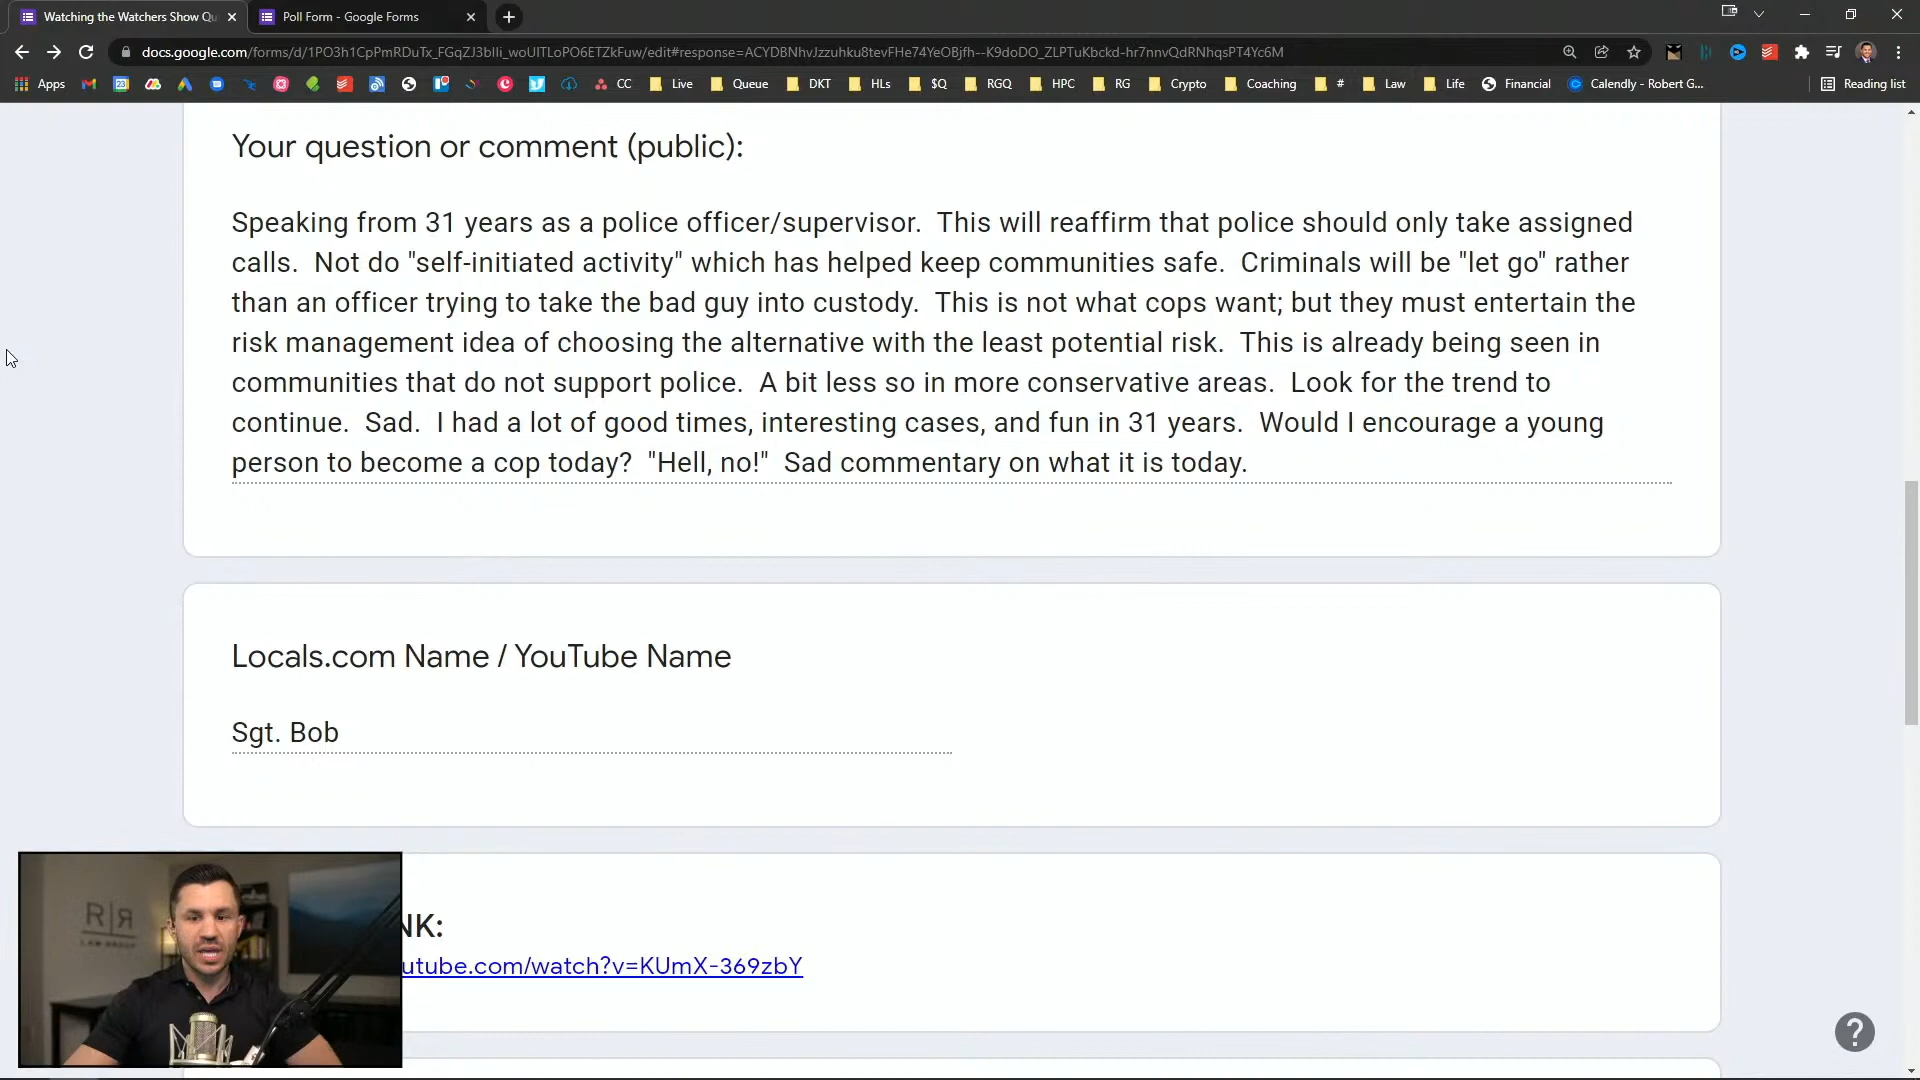 Watching the Watchers Show Qu
Poll Form - Google Forms
docs.google.com/forms/d/1PO3h1CpPmRDuTx_FGqZJ3bIli_woUITLoPO6ETZkFuw/edit#response=ACYDBNhvJzzuhku8tevFHe74YeOBjfh--K9doDO_ZLPTuKbckd-hr7nnvQdRNhqsPT4Yc6M
Apps CC Live Queue DKT HLs $Q RGQ HPC RG Crypto Coaching # Law Life Financial Calendly - Robert G... Reading list
Your question or comment (public):
Speaking from 31 years as a police officer/supervisor.  This will reaffirm that police should only take assigned
calls.  Not do "self-initiated activity" which has helped keep communities safe.  Criminals will be "let go" rather
than an officer trying to take the bad guy into custody.  This is not what cops want; but they must entertain the
risk management idea of choosing the alternative with the least potential risk.  This is already being seen in
communities that do not support police.  A bit less so in more conservative areas.  Look for the trend to
continue.  Sad.  I had a lot of good times, interesting cases, and fun in 31 years.  Would I encourage a young
person to become a cop today?  "Hell, no!"  Sad commentary on what it is today.
Locals.com Name / YouTube Name
Sgt. Bob
NK:
utube.com/watch?v=KUmX-369zbY
R|R
LAW GROUP